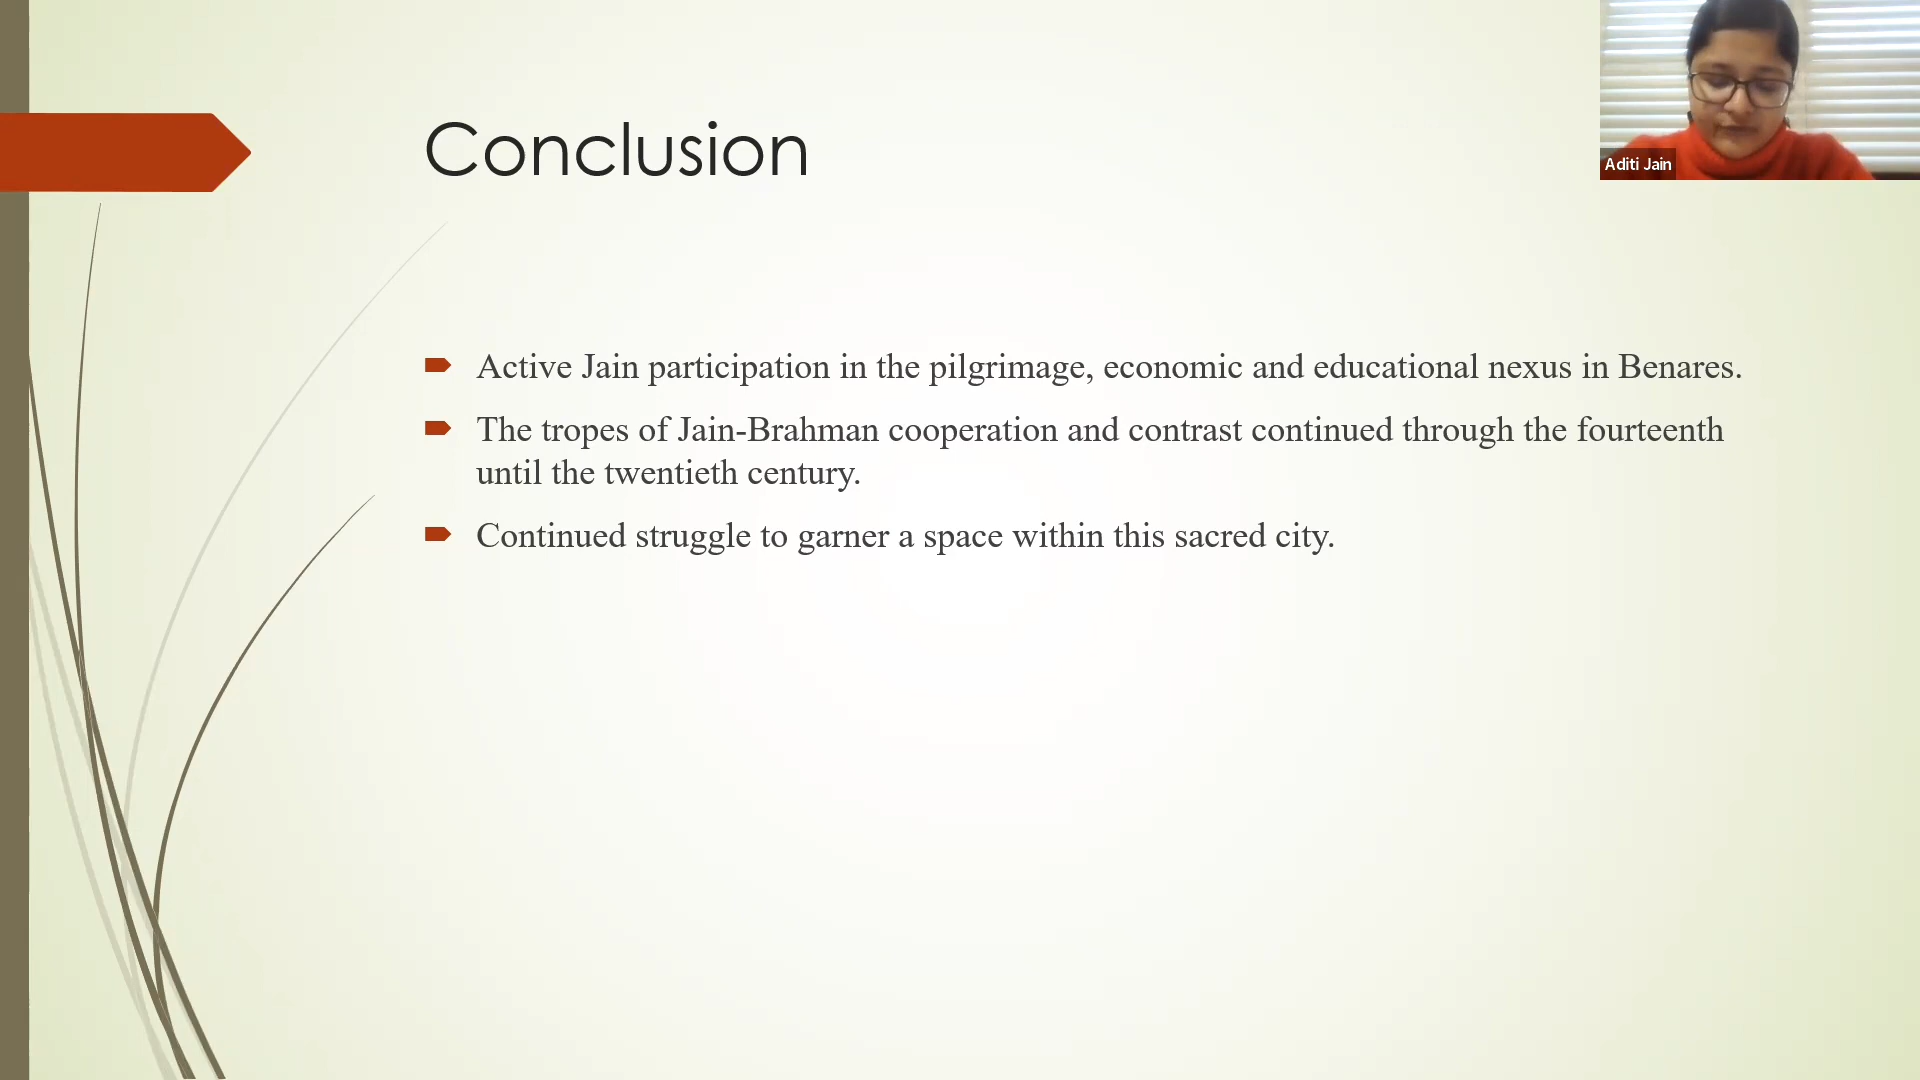 Conclusion
Aditi Jain
Active Jain participation in the pilgrimage, economic and educational nexus in Benares.
The tropes of Jain-Brahman cooperation and contrast continued through the fourteenth
until the twentieth century.
Continued struggle to garner a space within this sacred city.